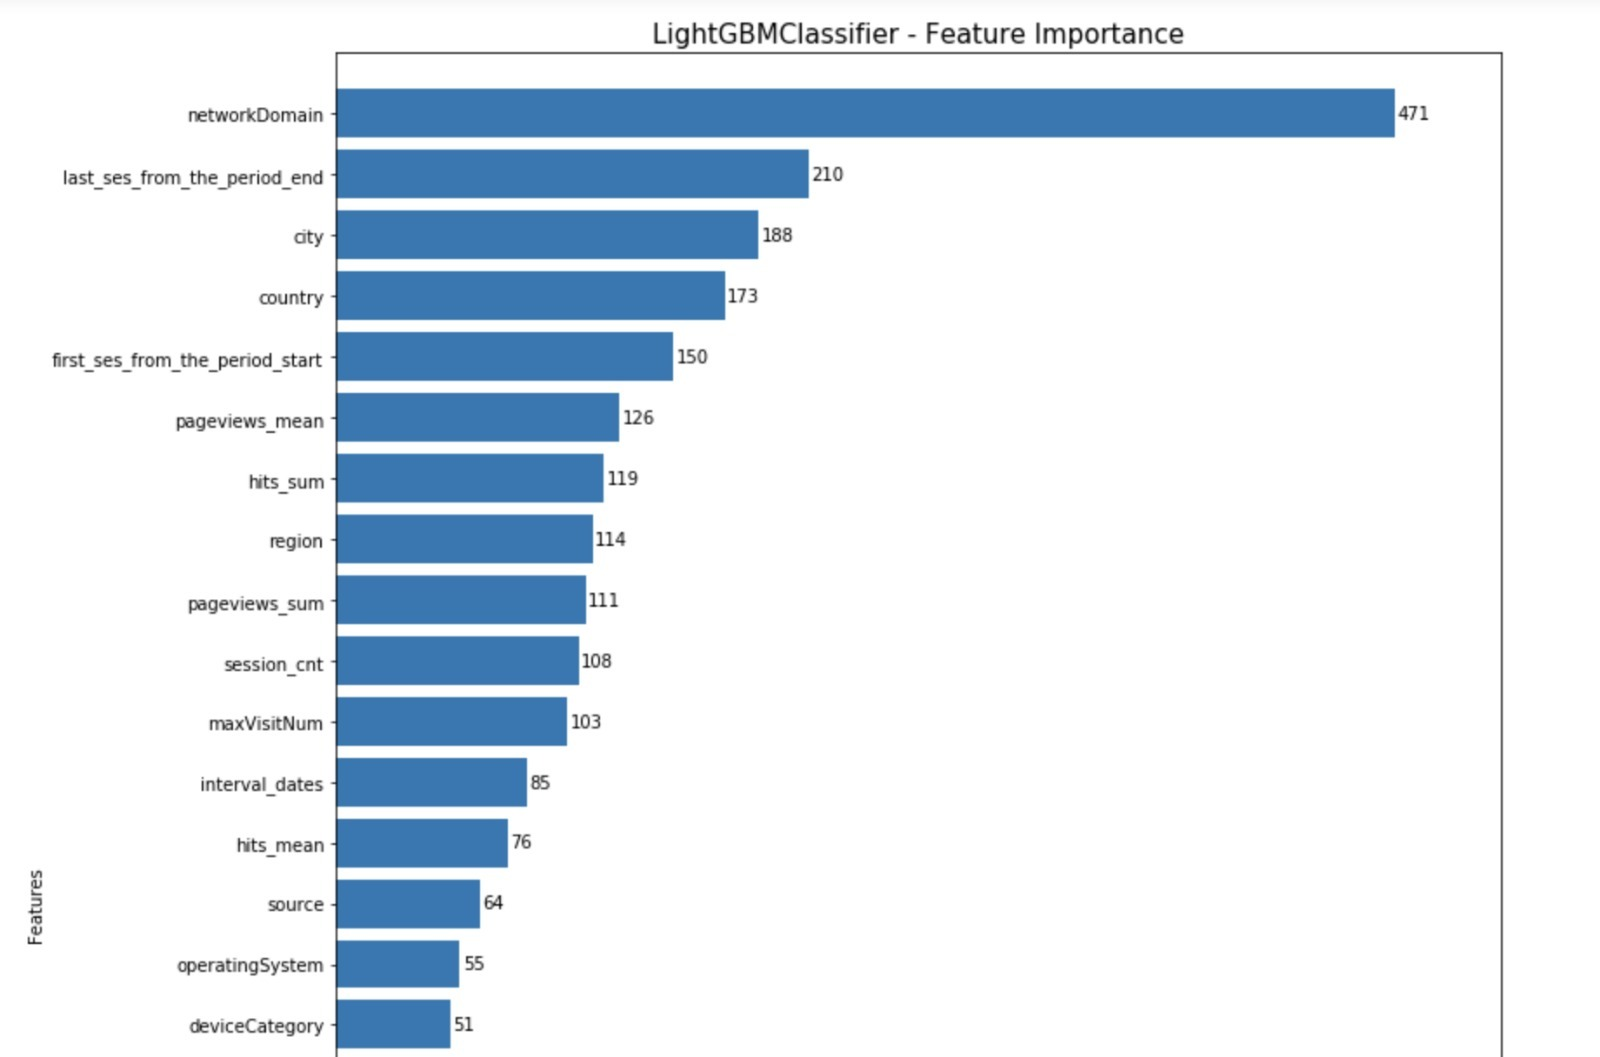 LightGBMClassifier - Feature Importance
networkDomain 471
last_ses_from_the_period_end 210
city 188
country 173
first_ses_from_the_period_start 150
pageviews_mean 126
hits_sum 119
region 114
pageviews_sum 111
session_cnt 108
maxVisitNum 103
interval_dates 85
hits_mean 76
source 64
operatingSystem 55
deviceCategory 51
Features